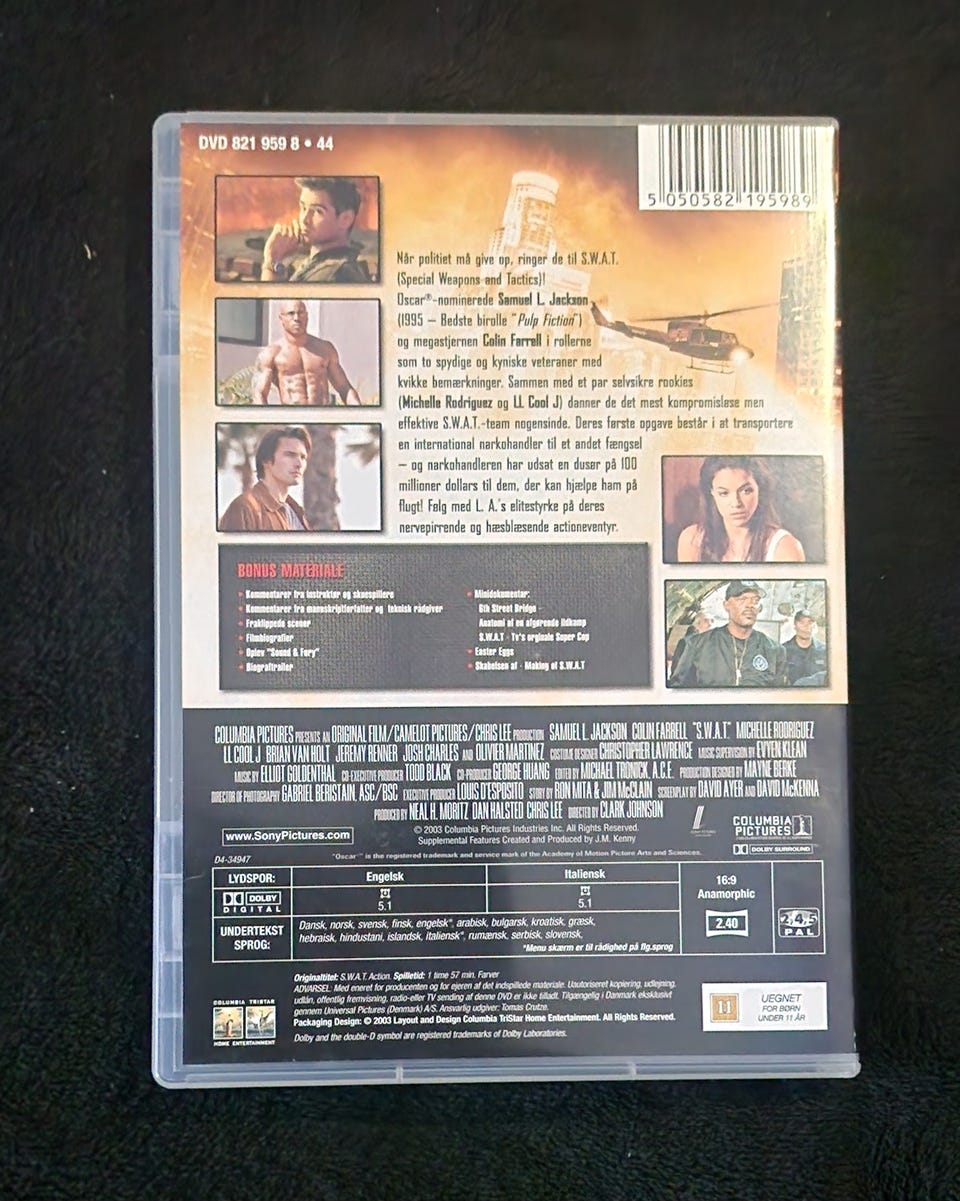 DVD 821 959 8 • 44
5 050582 195989
Når politiet må give op, ringer de til S.W.A.T.
(Special Weapons and Tactics)!
Oscar®-nominerede Samuel L. Jackson
(1995 – Bedste birolle "Pulp Fiction")
og megastjernen Colin Farrell i rollerne
som to spydige og kyniske veteraner med
kvikke bemærkninger. Sammen med et par selvsikre rookies
(Michelle Rodriguez og LL Cool J) danner de det mest kompromisløse men
effektive S.W.A.T.-team nogensinde. Deres første opgave består i at transportere
en international narkohandler til et andet fængsel
– og narkohandleren har udsat en dusør på 100
millioner dollars til dem, der kan hjælpe ham på
flugt! Følg med L. A.'s elitestyrke på deres
nervepirrende og hæsblæsende actioneventyr.
BONUS MATERIALE
• Kommentarer fra instruktør og skuespillere
• Kommentarer fra manuskriptforfatter og teknisk rådgiver
• Fraklippede scener
• Filmbiografier
• Oplev "Sound & Fury"
• Biograftrailer
• Minidokumentar:
6th Street Bridge
Anatomi af en afgørende ildkamp
S.W.A.T - Tv's orginale Super Cop
• Easter Eggs
• Skabelsen af - Making of S.W.A.T
COLUMBIA PICTURES PRESENTS AN ORIGINAL FILM/CAMELOT PICTURES/CHRIS LEE PRODUCTION SAMUEL L. JACKSON COLIN FARRELL "S.W.A.T" MICHELLE RODRIGUEZ
LL COOL J BRIAN VAN HOLT JEREMY RENNER JOSH CHARLES AND OLIVIER MARTINEZ COSTUME DESIGNER CHRISTOPHER LAWRENCE MUSIC SUPERVISION BY EVYEN KLEAN
MUSIC BY ELLIOT GOLDENTHAL CO-EXECUTIVE PRODUCER TODD BLACK CO-PRODUCER GEORGE HUANG EDITED BY MICHAEL TRONICK, A.C.E. PRODUCTION DESIGNED BY MAYNE BERKE
DIRECTOR OF PHOTOGRAPHY GABRIEL BERISTAIN, ASC/BSC EXECUTIVE PRODUCER LOUIS D'ESPOSITO STORY BY RON MITA & JIM McCLAIN SCREENPLAY BY DAVID AYER AND DAVID McKENNA
PRODUCED BY NEAL H. MORITZ DAN HALSTED CHRIS LEE DIRECTED BY CLARK JOHNSON
www.SonyPictures.com
© 2003 Columbia Pictures Industries Inc. All Rights Reserved.
Supplemental Features Created and Produced by J.M. Kenny
COLUMBIA
PICTURES
DOLBY SURROUND
D4-34947
"Oscar®" is the registered trademark and service mark of the Academy of Motion Picture Arts and Sciences.
LYDSPOR: Engelsk Italiensk
DOLBY
DIGITAL
5.1 5.1
16:9
Anamorphic
2.40
2 4 5
PAL
UNDERTEKST
SPROG:
Dansk, norsk, svensk, finsk, engelsk*, arabisk, bulgarsk, kroatisk, græsk,
hebraisk, hindustani, islandsk, italiensk*, rumænsk, serbisk, slovensk,
*Menu skærm er til rådighed på flg.sprog
Originaltitel: S.W.A.T. Action. Spilletid: 1 time 57 min. Farver
ADVARSEL: Med eneret for producenten og for ejeren af det indspillede materiale. Uautoriseret kopiering, udlejning,
udlån, offentlig fremvisning, radio-eller TV sending af denne DVD er ikke tilladt. Tilgængelig i Danmark eksklusivt
gennem Universal Pictures (Denmark) A/S. Ansvarlig udgiver: Tomas Crutze.
Packaging Design: © 2003 Layout and Design Columbia TriStar Home Entertainment. All Rights Reserved.
Dolby and the double-D symbol are registered trademarks of Dolby Laboratories.
COLUMBIA TRISTAR
HOME ENTERTAINMENT
11
UEGNET
FOR BØRN
UNDER 11 ÅR